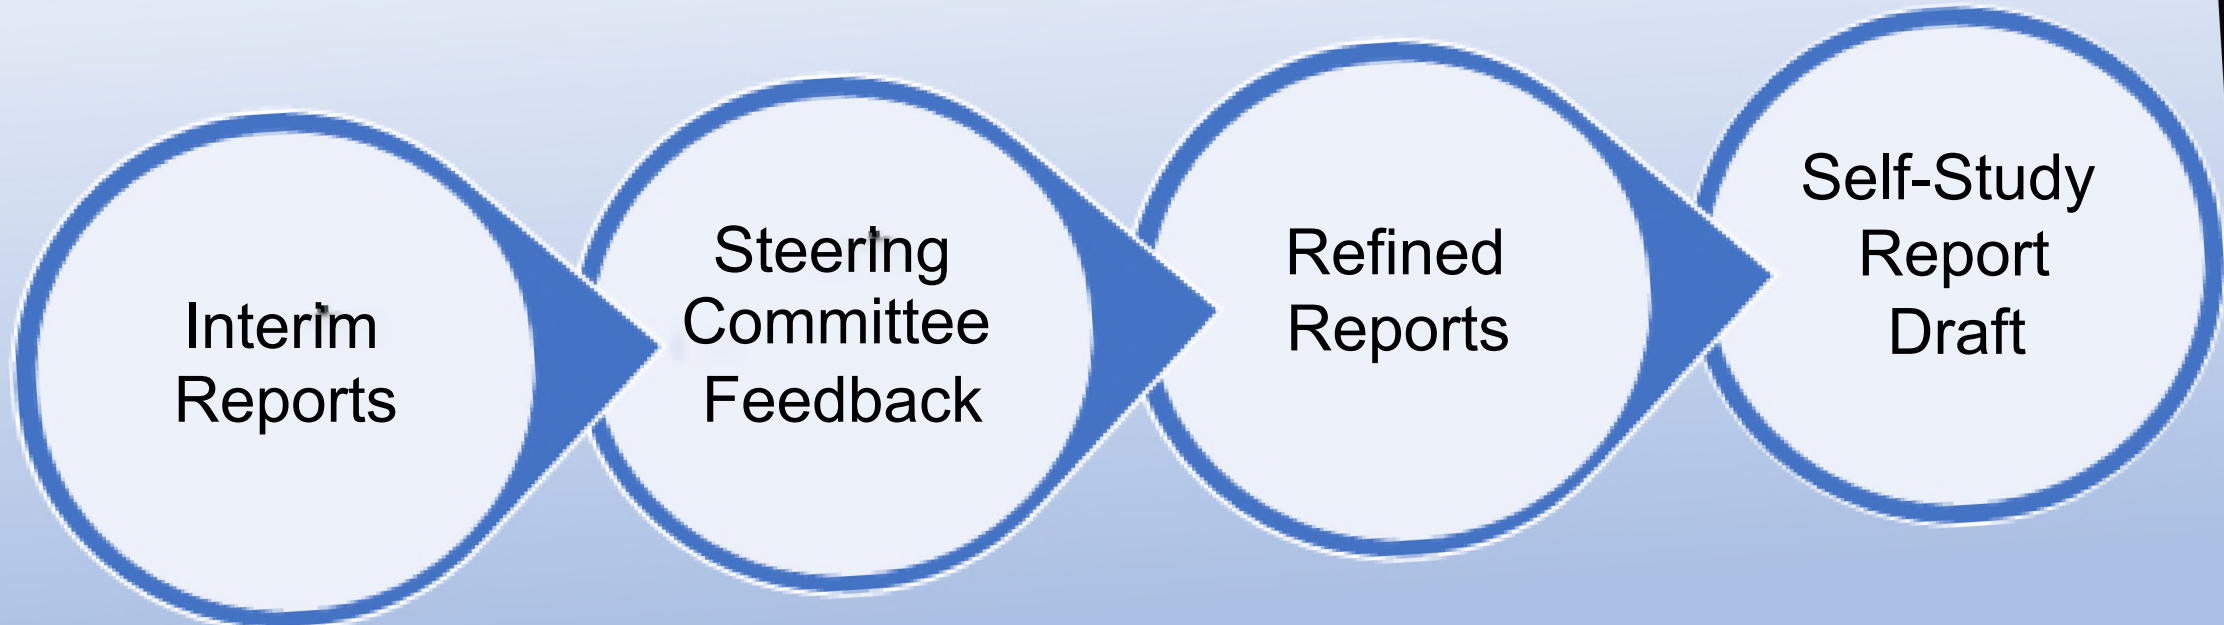 Interim
Reports
Steering
Committee
Feedback
Refined
Reports
Self-Study
Report
Draft